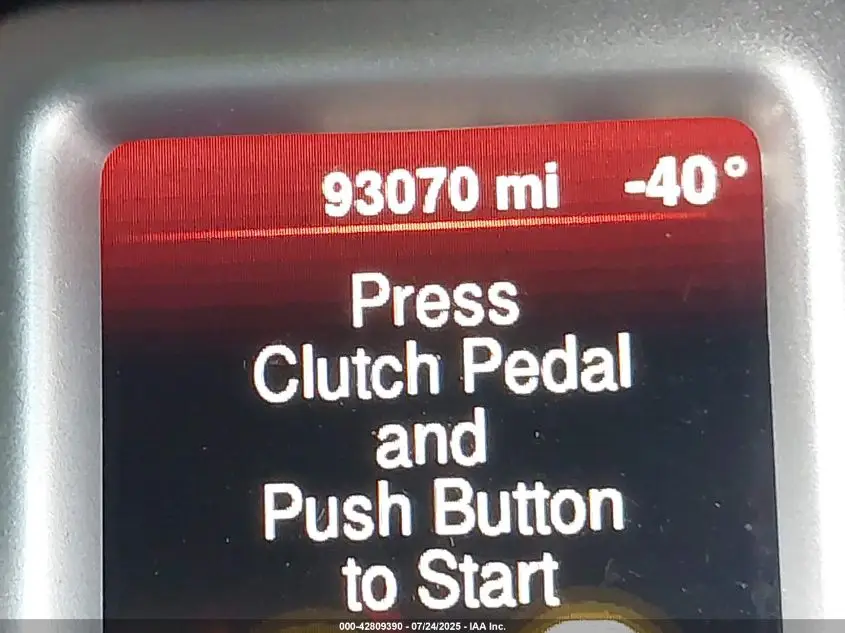 93070 mi -40°
Press
Clutch Pedal
and
Push Button
to Start
000-42809390 - 07/24/2025 - IAA Inc.